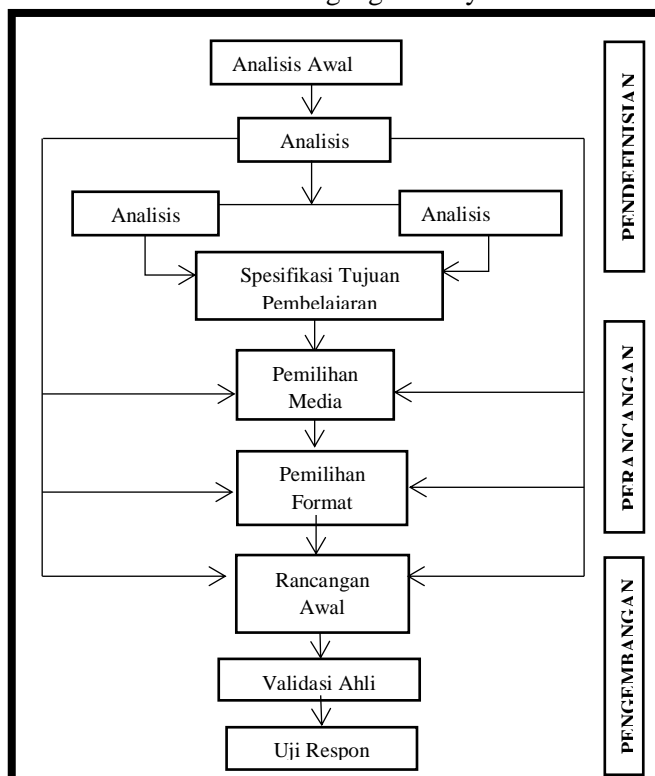 Analisis Awal
Analisis
Analisis
Analisis
Spesifikasi Tujuan
Pembelajaran
Pemilihan
Media
Pemilihan
Format
Rancangan
Awal
Validasi Ahli
Uji Respon
PENDEFINISIAN
PERANCANGAN
PENGEMBANGAN